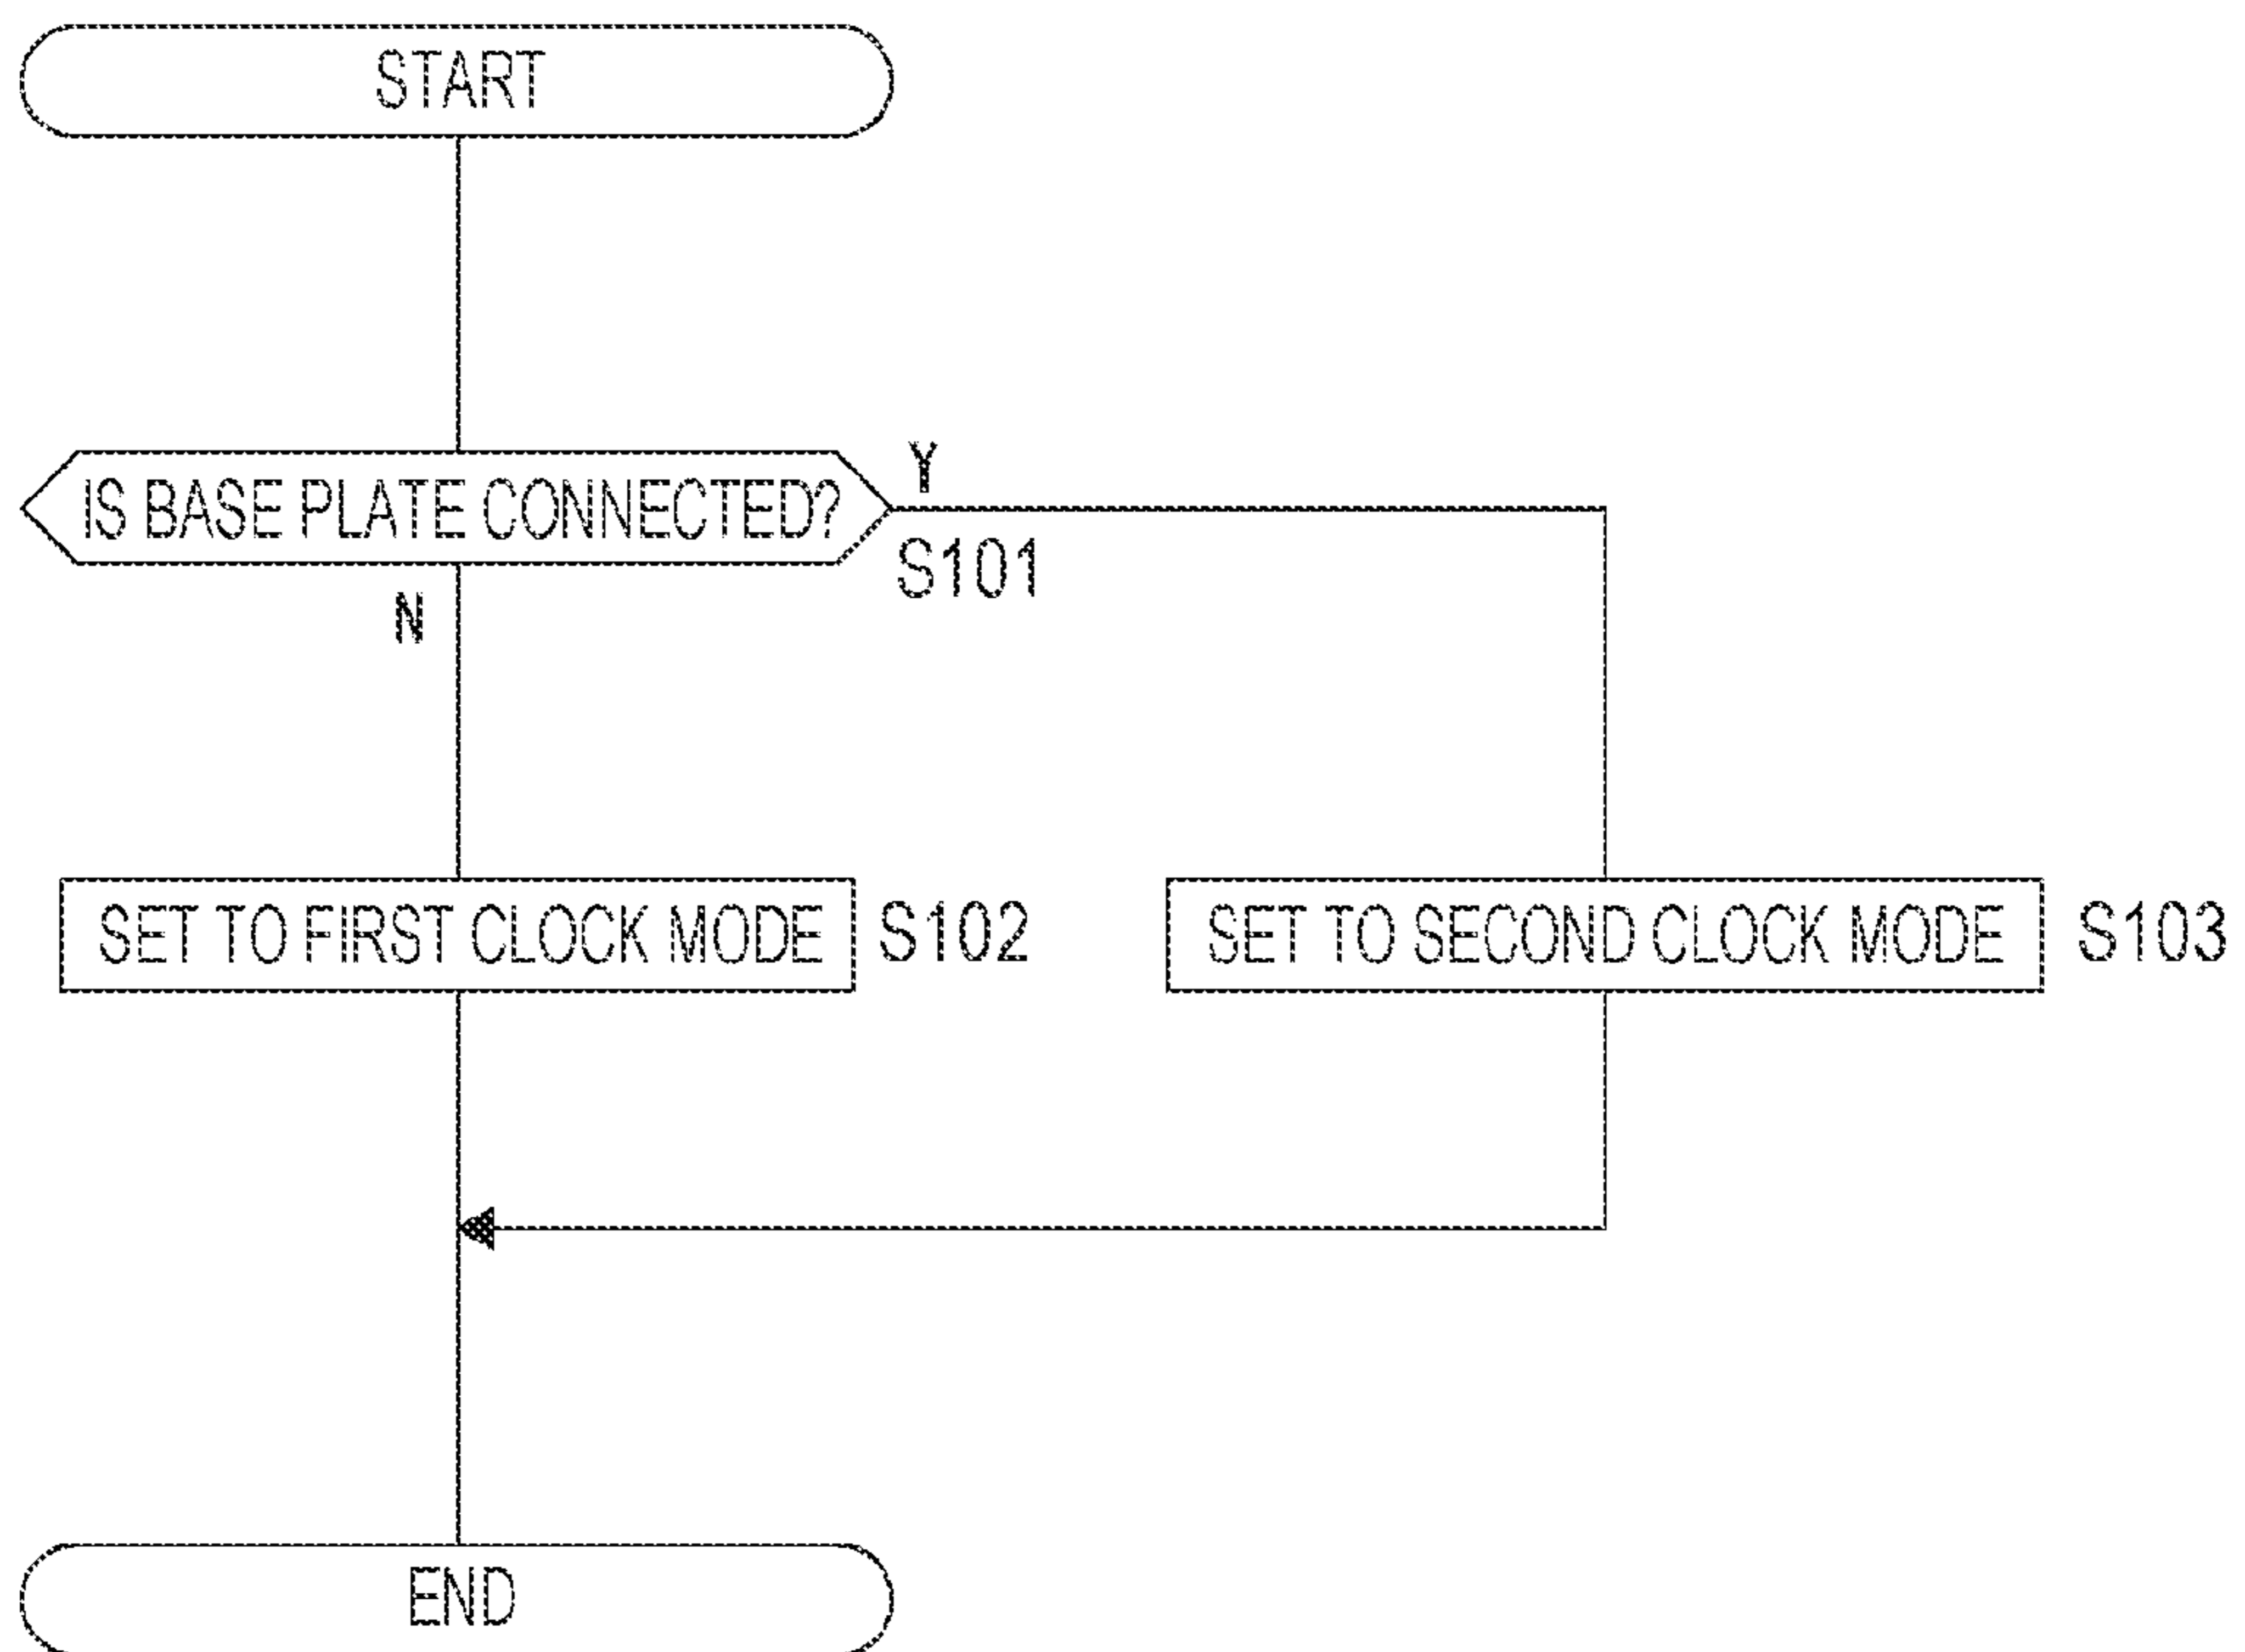 START
IS BASE PLATE CONNECTED?
Y
S101
N
SET TO FIRST CLOCK MODE
S102
SET TO SECOND CLOCK MODE
S103
END